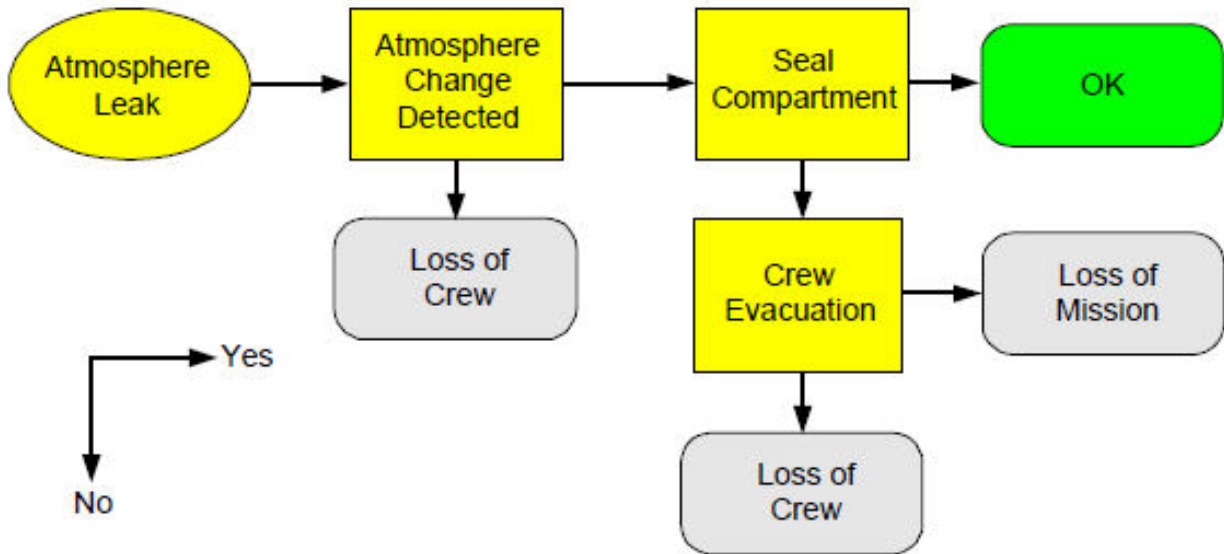 Atmosphere
Leak
Atmosphere
Change
Detected
Seal
Compartment
OK
Loss of
Crew
Crew
Evacuation
Loss of
Mission
Yes
No
Loss of
Crew